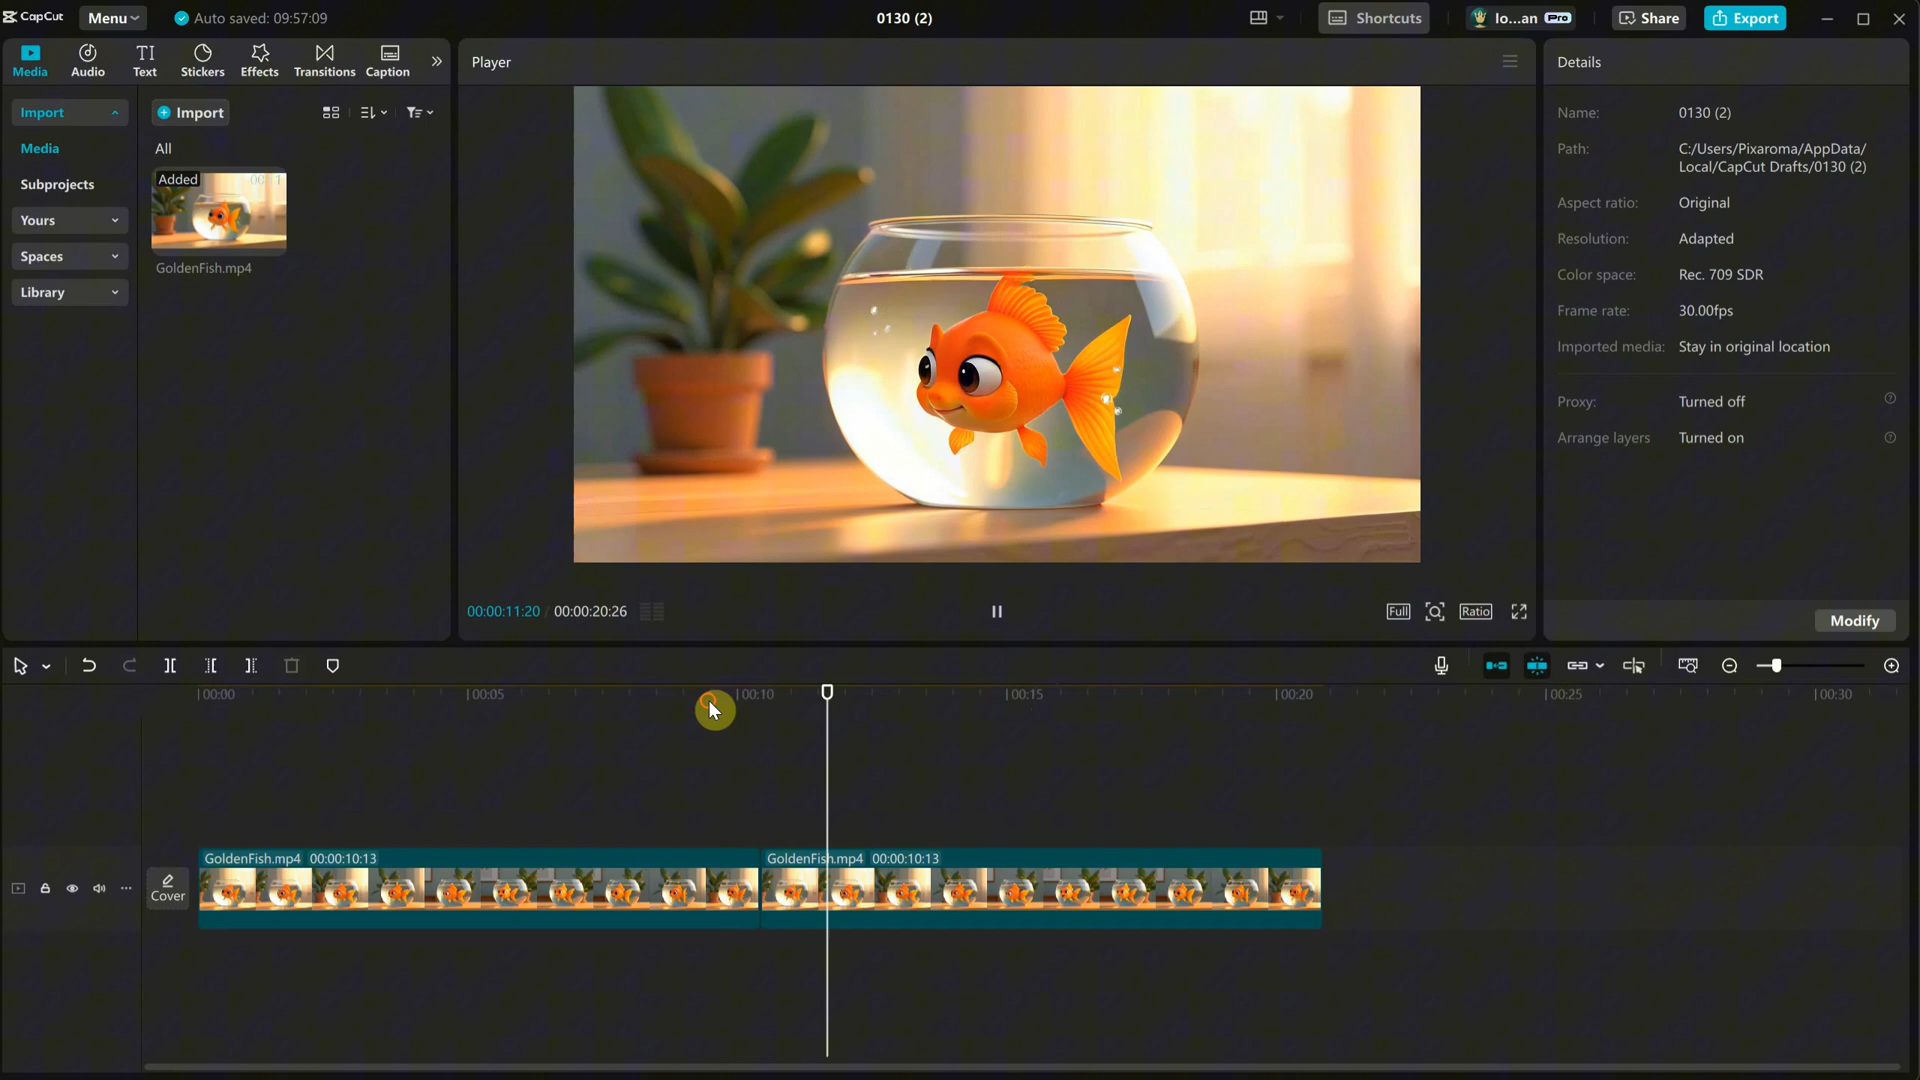 CapCut
Menu
Auto saved: 09:57:09
0130 (2)
Shortcuts
lo...an Pro
Share
Export
Media
Audio
Text
Stickers
Effects
Transitions
Caption
Player
Details
Import
Media
Subprojects
Yours
Spaces
Library
Import
All
Added
GoldenFish.mp4
Name: 0130 (2)
Path: C:/Users/Pixaroma/AppData/
Local/CapCut Drafts/0130 (2)
Aspect ratio: Original
Resolution: Adapted
Color space: Rec. 709 SDR
Frame rate: 30.00fps
Imported media: Stay in original location
Proxy: Turned off
Arrange layers Turned on
00:00:11:20 00:00:20:26
Full
Ratio
Modify
00:00
00:05
00:10
00:15
00:20
00:25
00:30
GoldenFish.mp4 00:00:10:13
GoldenFish.mp4 00:00:10:13
Cover